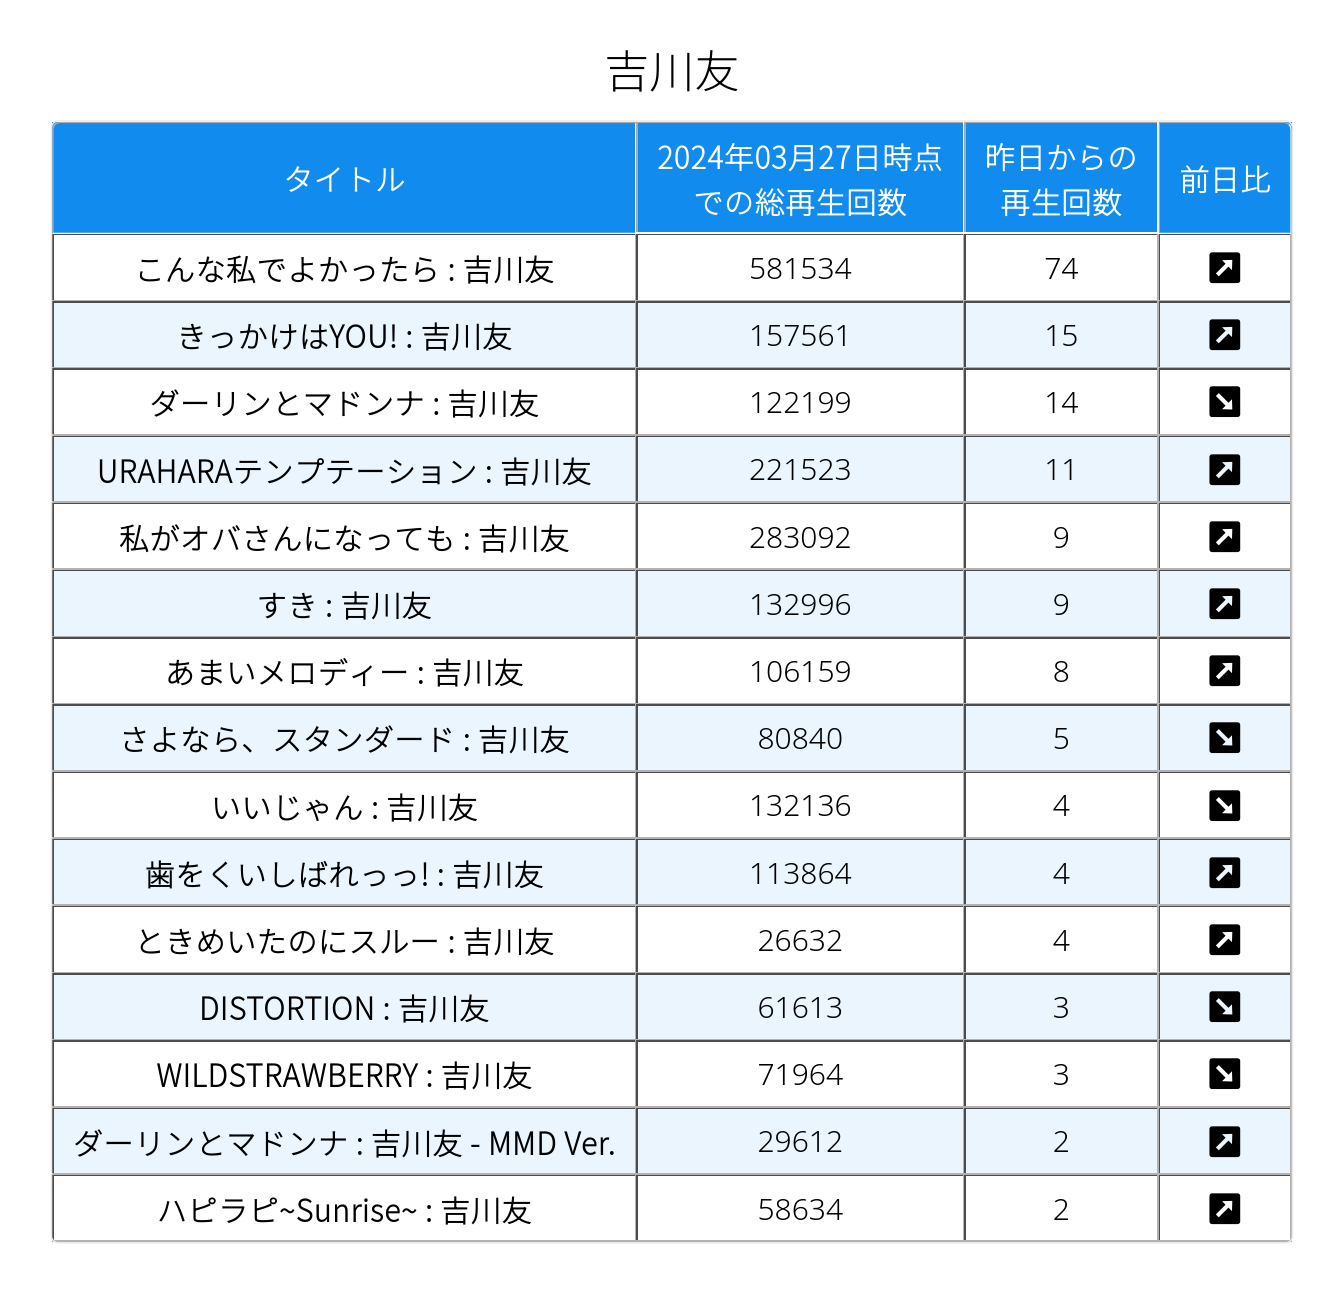 吉川友
タイトル 2024年03月27日時点での総再生回数 昨日からの再生回数 前日比
こんな私でよかったら : 吉川友 581534 74
きっかけはYOU! : 吉川友 157561 15
ダーリンとマドンナ : 吉川友 122199 14
URAHARAテンプテーション : 吉川友 221523 11
私がオバさんになっても : 吉川友 283092 9
すき : 吉川友 132996 9
あまいメロディー : 吉川友 106159 8
さよなら、スタンダード : 吉川友 80840 5
いいじゃん : 吉川友 132136 4
歯をくいしばれっっ! : 吉川友 113864 4
ときめいたのにスルー : 吉川友 26632 4
DISTORTION : 吉川友 61613 3
WILDSTRAWBERRY : 吉川友 71964 3
ダーリンとマドンナ : 吉川友 - MMD Ver. 29612 2
ハピラピ~Sunrise~ : 吉川友 58634 2